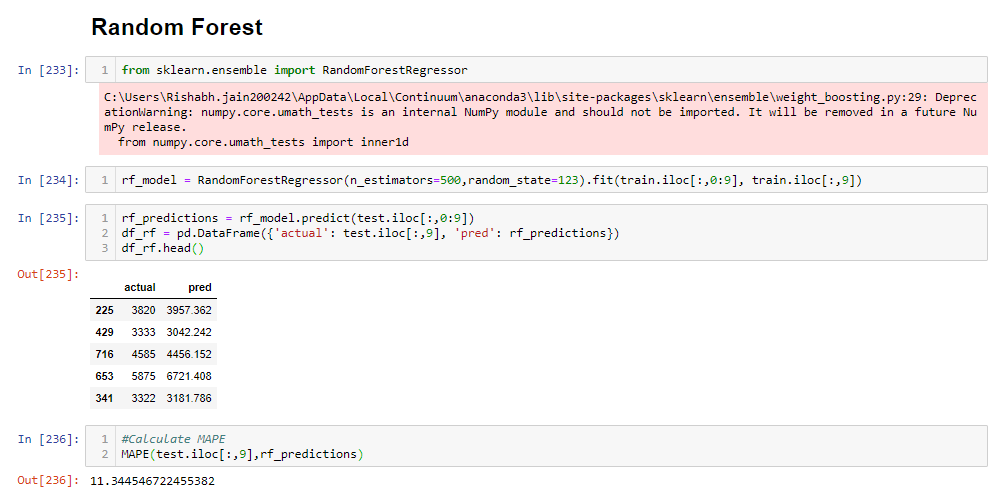 Random Forest
In [233]:
1 from sklearn.ensemble import RandomForestRegressor
C:\Users\Rishabh.jain200242\AppData\Local\Continuum\anaconda3\lib\site-packages\sklearn\ensemble\weight_boosting.py:29: Deprec
ationWarning: numpy.core.umath_tests is an internal NumPy module and should not be imported. It will be removed in a future Nu
mPy release.
from numpy.core.umath_tests import inner1d
In [234]:
1 rf_model = RandomForestRegressor(n_estimators=500,random_state=123).fit(train.iloc[:,0:9], train.iloc[:,9])
In [235]:
1 rf_predictions = rf_model.predict(test.iloc[:,0:9])
2 df_rf = pd.DataFrame({'actual': test.iloc[:,9], 'pred': rf_predictions})
3 df_rf.head()
Out[235]:
actual pred
225 3820 3957.362
429 3333 3042.242
716 4585 4456.152
653 5875 6721.408
341 3322 3181.786
In [236]:
1 #Calculate MAPE
2 MAPE(test.iloc[:,9],rf_predictions)
Out[236]: 11.344546722455382